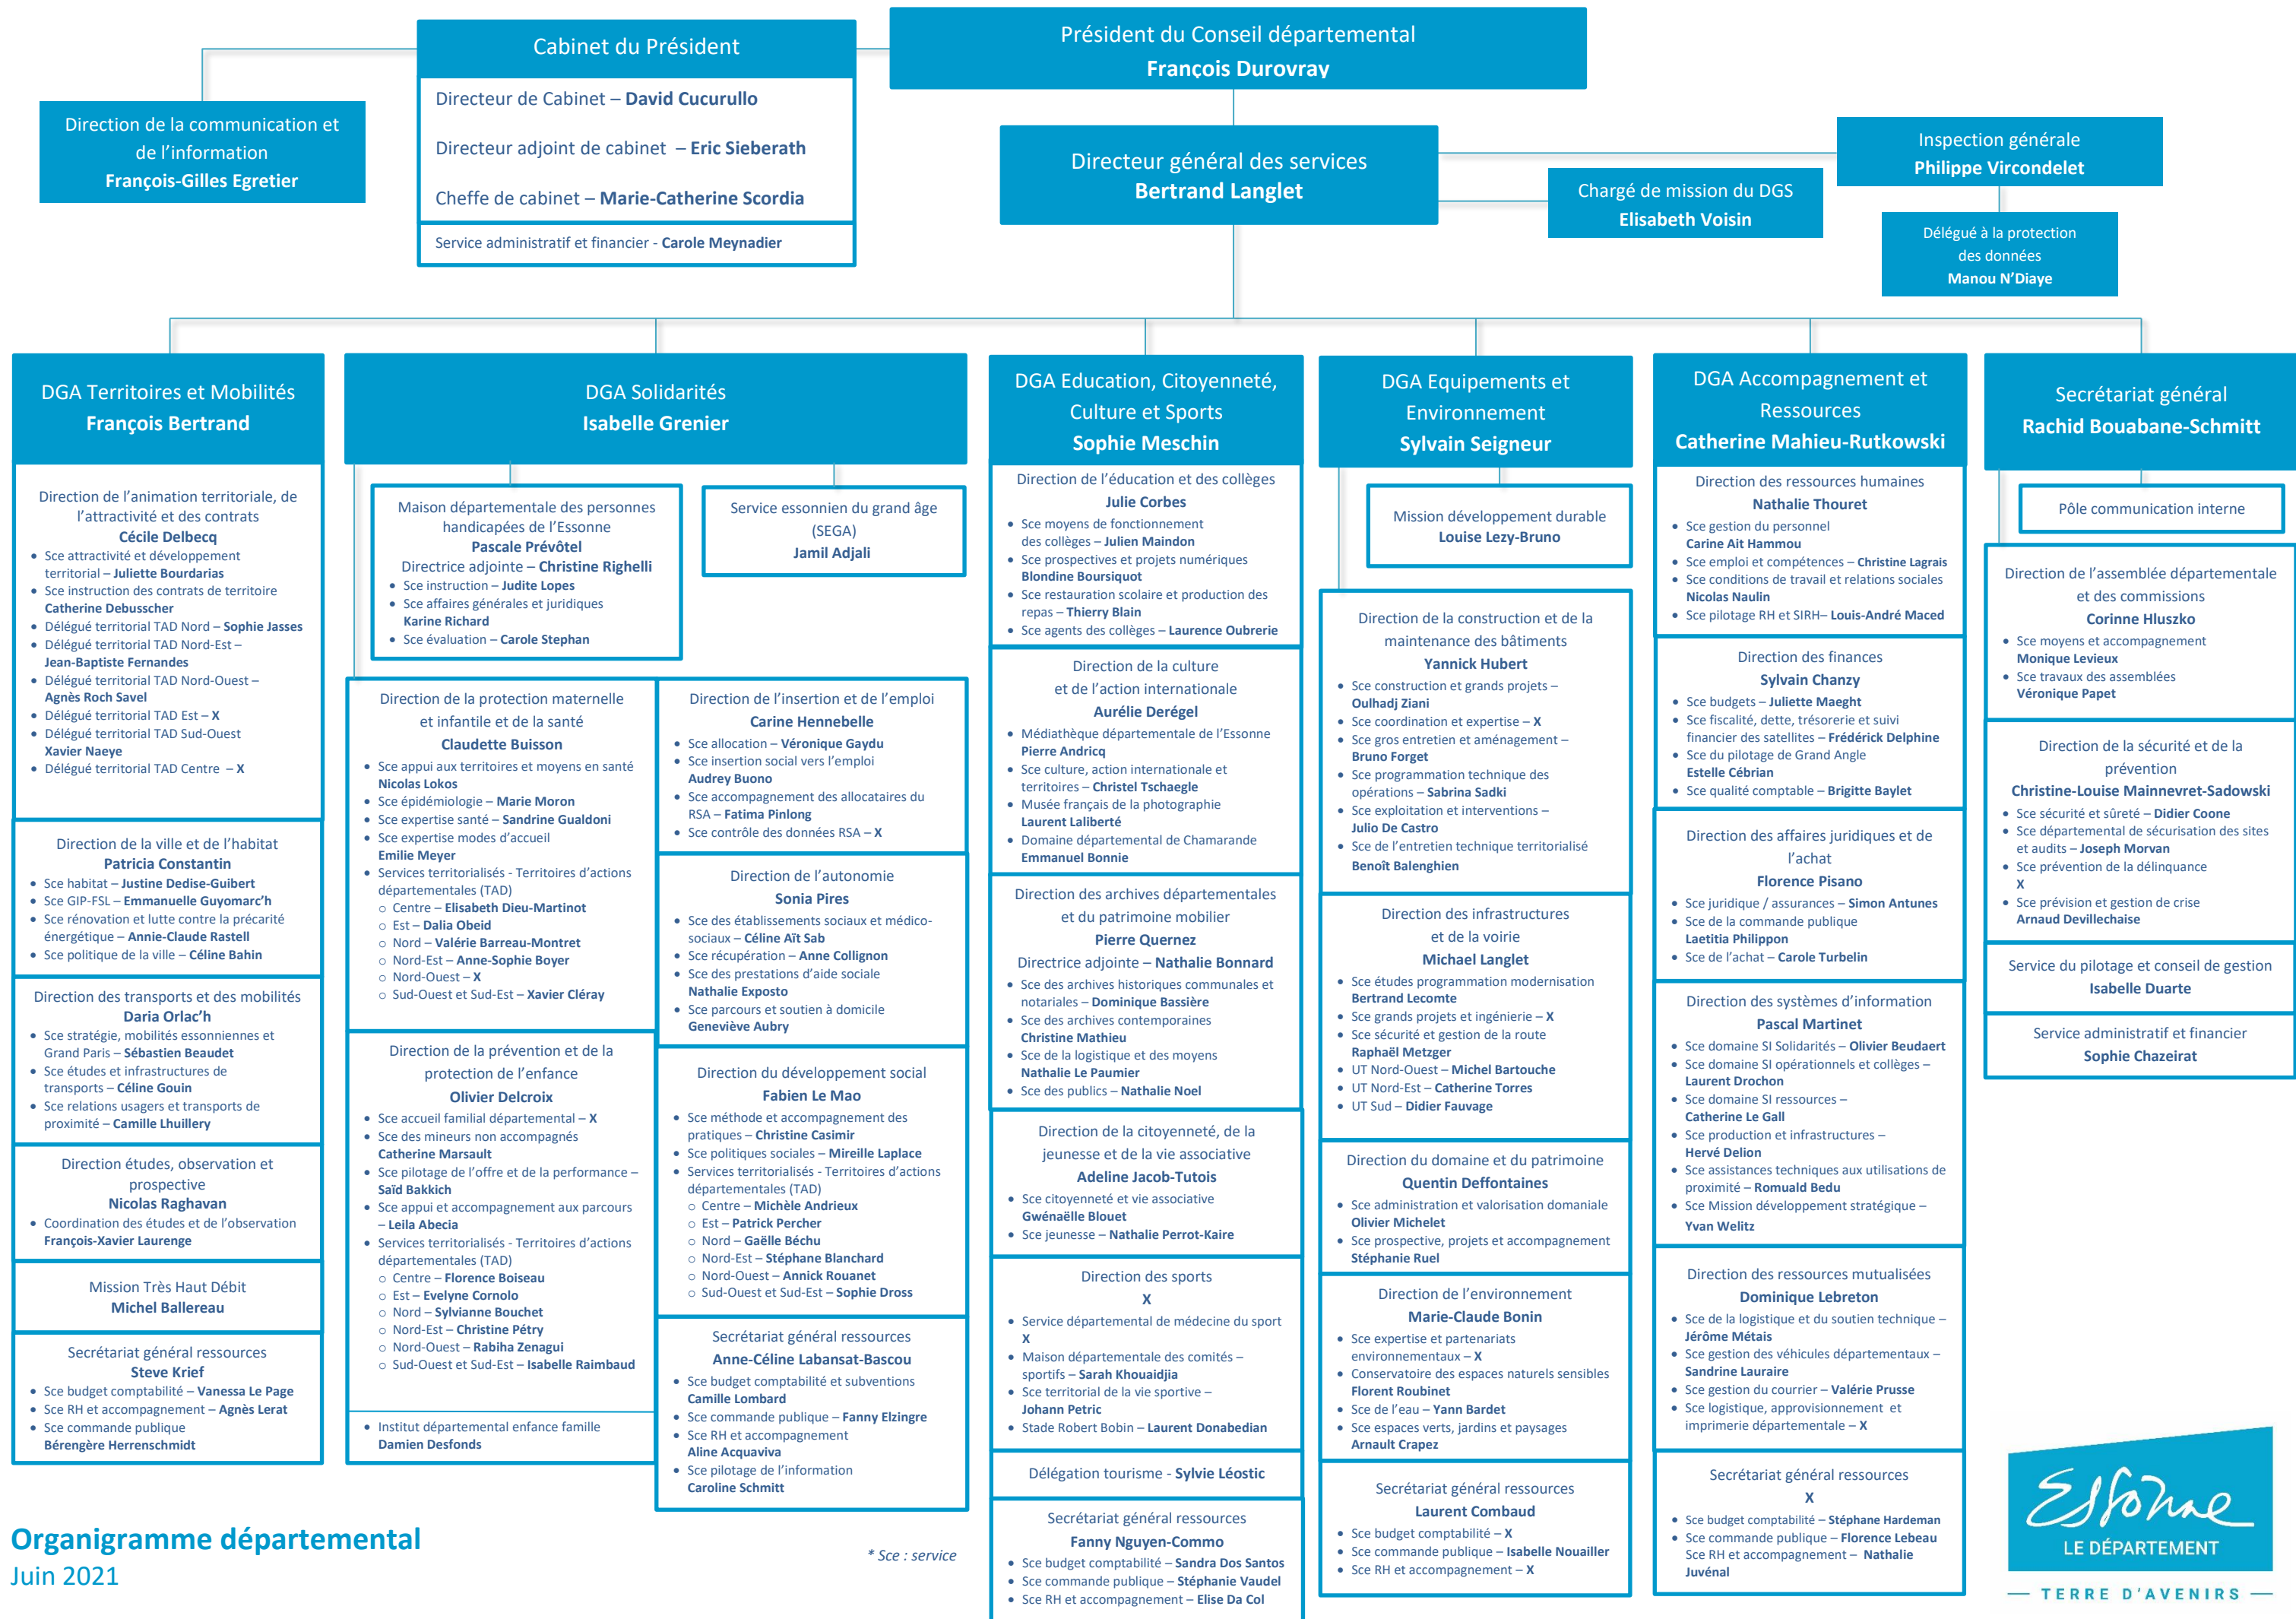 Cabinet du Président
Directeur de Cabinet – David Cucurullo
Directeur adjoint de cabinet – Eric Sieberath
Cheffe de cabinet – Marie-Catherine Scordia
Service administratif et financier - Carole Meynadier
Président du Conseil départemental
François Durovray
Direction de la communication et
de l'information
François-Gilles Egretier
Directeur général des services
Bertrand Langlet
Inspection générale
Philippe Vircondelet
Chargé de mission du DGS
Elisabeth Voisin
Délégué à la protection
des données
Manou N'Diaye
DGA Territoires et Mobilités
François Bertrand
Direction de l'animation territoriale, de
l'attractivité et des contrats
Cécile Delbecq
• Sce attractivité et développement
territorial – Juliette Bourdarias
• Sce instruction des contrats de territoire
Catherine Debusscher
• Délégué territorial TAD Nord – Sophie Jasses
• Délégué territorial TAD Nord-Est –
Jean-Baptiste Fernandes
• Délégué territorial TAD Nord-Ouest –
Agnès Roch Savel
• Délégué territorial TAD Est – X
• Délégué territorial TAD Sud-Ouest
Xavier Naeye
• Délégué territorial TAD Centre – X
Direction de la ville et de l'habitat
Patricia Constantin
• Sce habitat – Justine Dedise-Guibert
• Sce GIP-FSL – Emmanuelle Guyomarc'h
• Sce rénovation et lutte contre la précarité
énergétique – Annie-Claude Rastell
• Sce politique de la ville – Céline Bahin
Direction des transports et des mobilités
Daria Orlac'h
• Sce stratégie, mobilités essonniennes et
Grand Paris – Sébastien Beaudet
• Sce études et infrastructures de
transports – Céline Gouin
• Sce relations usagers et transports de
proximité – Camille Lhuillery
Direction études, observation et
prospective
Nicolas Raghavan
• Coordination des études et de l'observation
François-Xavier Laurenge
Mission Très Haut Débit
Michel Ballereau
Secrétariat général ressources
Steve Krief
• Sce budget comptabilité – Vanessa Le Page
• Sce RH et accompagnement – Agnès Lerat
• Sce commande publique
Bérengère Herrenschmidt
DGA Solidarités
Isabelle Grenier
Maison départementale des personnes
handicapées de l'Essonne
Pascale Prévôtel
Directrice adjointe – Christine Righelli
• Sce instruction – Judite Lopes
• Sce affaires générales et juridiques
Karine Richard
• Sce évaluation – Carole Stephan
Service essonnien du grand âge
(SEGA)
Jamil Adjali
Direction de la protection maternelle
et infantile et de la santé
Claudette Buisson
• Sce appui aux territoires et moyens en santé
Nicolas Lokos
• Sce épidémiologie – Marie Moron
• Sce expertise santé – Sandrine Gualdoni
• Sce expertise modes d'accueil
Emilie Meyer
• Services territorialisés - Territoires d'actions
départementales (TAD)
○ Centre – Elisabeth Dieu-Martinot
○ Est – Dalia Obeid
○ Nord – Valérie Barreau-Montret
○ Nord-Est – Anne-Sophie Boyer
○ Nord-Ouest – X
○ Sud-Ouest et Sud-Est – Xavier Cléray
Direction de la prévention et de la
protection de l'enfance
Olivier Delcroix
• Sce accueil familial départemental – X
• Sce des mineurs non accompagnés
Catherine Marsault
• Sce pilotage de l'offre et de la performance –
Saïd Bakkich
• Sce appui et accompagnement aux parcours
– Leila Abecia
• Services territorialisés - Territoires d'actions
départementales (TAD)
○ Centre – Florence Boiseau
○ Est – Evelyne Cornolo
○ Nord – Sylvianne Bouchet
○ Nord-Est – Christine Pétry
○ Nord-Ouest – Rabiha Zenagui
○ Sud-Ouest et Sud-Est – Isabelle Raimbaud
• Institut départemental enfance famille
Damien Desfonds
Direction de l'insertion et de l'emploi
Carine Hennebelle
• Sce allocation – Véronique Gaydu
• Sce insertion social vers l'emploi
Audrey Buono
• Sce accompagnement des allocataires du
RSA – Fatima Pinlong
• Sce contrôle des données RSA – X
Direction de l'autonomie
Sonia Pires
• Sce des établissements sociaux et médico-
sociaux – Céline Aït Sab
• Sce récupération – Anne Collignon
• Sce des prestations d'aide sociale
Nathalie Exposto
• Sce parcours et soutien à domicile
Geneviève Aubry
Direction du développement social
Fabien Le Mao
• Sce méthode et accompagnement des
pratiques – Christine Casimir
• Sce politiques sociales – Mireille Laplace
• Services territorialisés - Territoires d'actions
départementales (TAD)
○ Centre – Michèle Andrieux
○ Est – Patrick Percher
○ Nord – Gaëlle Béchu
○ Nord-Est – Stéphane Blanchard
○ Nord-Ouest – Annick Rouanet
○ Sud-Ouest et Sud-Est – Sophie Dross
Secrétariat général ressources
Anne-Céline Labansat-Bascou
• Sce budget comptabilité et subventions
Camille Lombard
• Sce commande publique – Fanny Elzingre
• Sce RH et accompagnement
Aline Acquaviva
• Sce pilotage de l'information
Caroline Schmitt
DGA Education, Citoyenneté,
Culture et Sports
Sophie Meschin
Direction de l'éducation et des collèges
Julie Corbes
• Sce moyens de fonctionnement
des collèges – Julien Maindon
• Sce prospectives et projets numériques
Blondine Boursiquot
• Sce restauration scolaire et production des
repas – Thierry Blain
• Sce agents des collèges – Laurence Oubrerie
Direction de la culture
et de l'action internationale
Aurélie Derégel
• Médiathèque départementale de l'Essonne
Pierre Andricq
• Sce culture, action internationale et
territoires – Christel Tschaegle
• Musée français de la photographie
Laurent Laliberté
• Domaine départemental de Chamarande
Emmanuel Bonnie
Direction des archives départementales
et du patrimoine mobilier
Pierre Quernez
Directrice adjointe – Nathalie Bonnard
• Sce des archives historiques communales et
notariales – Dominique Bassière
• Sce des archives contemporaines
Christine Mathieu
• Sce de la logistique et des moyens
Nathalie Le Paumier
• Sce des publics – Nathalie Noel
Direction de la citoyenneté, de la
jeunesse et de la vie associative
Adeline Jacob-Tutois
• Sce citoyenneté et vie associative
Gwénaëlle Blouet
• Sce jeunesse – Nathalie Perrot-Kaire
Direction des sports
X
• Service départemental de médecine du sport
X
• Maison départementale des comités –
sportifs – Sarah Khouaidjia
• Sce territorial de la vie sportive –
Johann Petric
• Stade Robert Bobin – Laurent Donabedian
Délégation tourisme - Sylvie Léostic
Secrétariat général ressources
Fanny Nguyen-Commo
• Sce budget comptabilité – Sandra Dos Santos
• Sce commande publique – Stéphanie Vaudel
• Sce RH et accompagnement – Elise Da Col
DGA Equipements et
Environnement
Sylvain Seigneur
Mission développement durable
Louise Lezy-Bruno
Direction de la construction et de la
maintenance des bâtiments
Yannick Hubert
• Sce construction et grands projets –
Oulhadj Ziani
• Sce coordination et expertise – X
• Sce gros entretien et aménagement –
Bruno Forget
• Sce programmation technique des
opérations – Sabrina Sadki
• Sce exploitation et interventions –
Julio De Castro
• Sce de l'entretien technique territorialisé
Benoît Balenghien
Direction des infrastructures
et de la voirie
Michael Langlet
• Sce études programmation modernisation
Bertrand Lecomte
• Sce grands projets et ingénierie – X
• Sce sécurité et gestion de la route
Raphaël Metzger
• UT Nord-Ouest – Michel Bartouche
• UT Nord-Est – Catherine Torres
• UT Sud – Didier Fauvage
Direction du domaine et du patrimoine
Quentin Deffontaines
• Sce administration et valorisation domaniale
Olivier Michelet
• Sce prospective, projets et accompagnement
Stéphanie Ruel
Direction de l'environnement
Marie-Claude Bonin
• Sce expertise et partenariats
environnementaux – X
• Conservatoire des espaces naturels sensibles
Florent Roubinet
• Sce de l'eau – Yann Bardet
• Sce espaces verts, jardins et paysages
Arnault Crapez
Secrétariat général ressources
Laurent Combaud
• Sce budget comptabilité – X
• Sce commande publique – Isabelle Nouailler
• Sce RH et accompagnement – X
DGA Accompagnement et
Ressources
Catherine Mahieu-Rutkowski
Direction des ressources humaines
Nathalie Thouret
• Sce gestion du personnel
Carine Ait Hammou
• Sce emploi et compétences – Christine Lagrais
• Sce conditions de travail et relations sociales
Nicolas Naulin
• Sce pilotage RH et SIRH– Louis-André Maced
Direction des finances
Sylvain Chanzy
• Sce budgets – Juliette Maeght
• Sce fiscalité, dette, trésorerie et suivi
financier des satellites – Frédérick Delphine
• Sce du pilotage de Grand Angle
Estelle Cébrian
• Sce qualité comptable – Brigitte Baylet
Direction des affaires juridiques et de
l'achat
Florence Pisano
• Sce juridique / assurances – Simon Antunes
• Sce de la commande publique
Laetitia Philippon
• Sce de l'achat – Carole Turbelin
Direction des systèmes d'information
Pascal Martinet
• Sce domaine SI Solidarités – Olivier Beudaert
• Sce domaine SI opérationnels et collèges –
Laurent Drochon
• Sce domaine SI ressources –
Catherine Le Gall
• Sce production et infrastructures –
Hervé Delion
• Sce assistances techniques aux utilisations de
proximité – Romuald Bedu
• Sce Mission développement stratégique –
Yvan Welitz
Direction des ressources mutualisées
Dominique Lebreton
• Sce de la logistique et du soutien technique –
Jérôme Métais
• Sce gestion des véhicules départementaux –
Sandrine Lauraire
• Sce gestion du courrier – Valérie Prusse
• Sce logistique, approvisionnement et
imprimerie départementale – X
Secrétariat général ressources
X
• Sce budget comptabilité – Stéphane Hardeman
• Sce commande publique – Florence Lebeau
Sce RH et accompagnement – Nathalie
Juvénal
Secrétariat général
Rachid Bouabane-Schmitt
Pôle communication interne
Direction de l'assemblée départementale
et des commissions
Corinne Hluszko
• Sce moyens et accompagnement
Monique Levieux
• Sce travaux des assemblées
Véronique Papet
Direction de la sécurité et de la
prévention
Christine-Louise Mainnevret-Sadowski
• Sce sécurité et sûreté – Didier Coone
• Sce départemental de sécurisation des sites
et audits – Joseph Morvan
• Sce prévention de la délinquance
X
• Sce prévision et gestion de crise
Arnaud Devillechaise
Service du pilotage et conseil de gestion
Isabelle Duarte
Service administratif et financier
Sophie Chazeirat
Organigramme départemental
Juin 2021
* Sce : service
Essonne
LE DÉPARTEMENT
TERRE D'AVENIRS